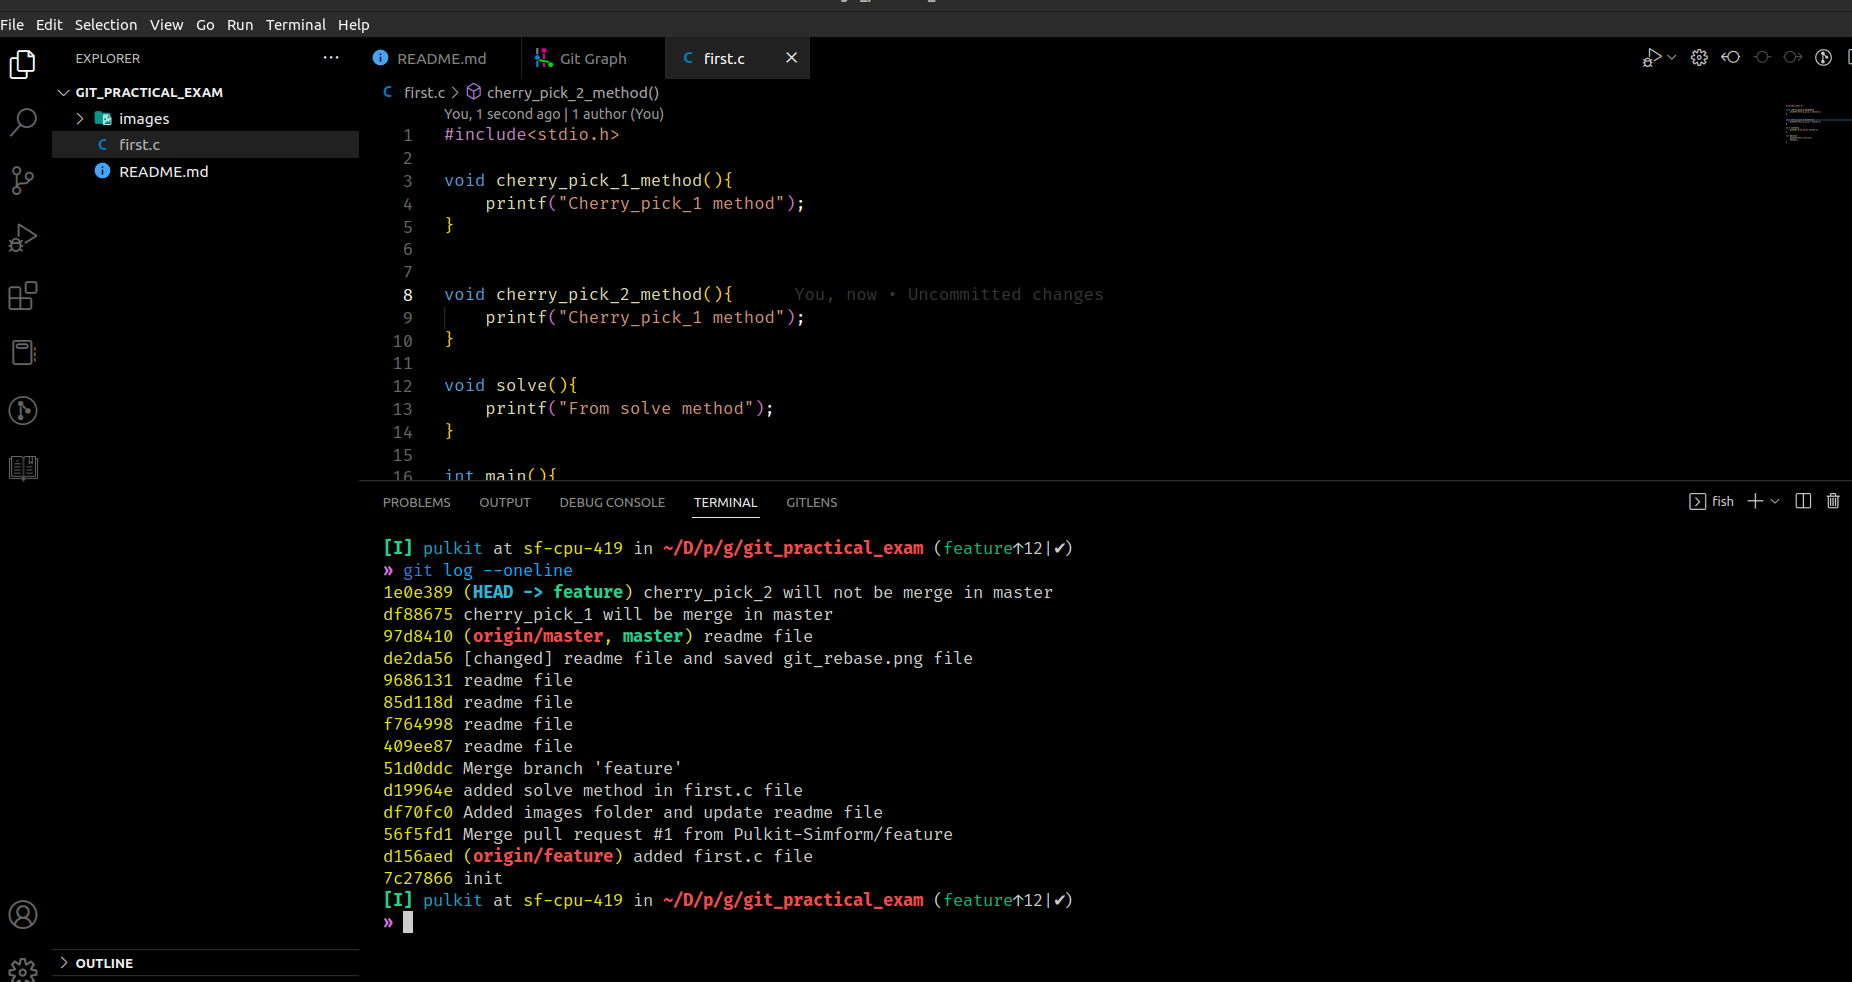 File Edit Selection View Go Run Terminal Help
EXPLORER
README.md
Git Graph
C first.c
GIT_PRACTICAL_EXAM
images
C first.c
README.md
C first.c > cherry_pick_2_method()
You, 1 second ago | 1 author (You)
1 #include<stdio.h>
2
3 void cherry_pick_1_method(){
4 printf("Cherry_pick_1 method");
5 }
6
7
8 void cherry_pick_2_method(){ You, now • Uncommitted changes
9 printf("Cherry_pick_1 method");
10 }
11
12 void solve(){
13 printf("From solve method");
14 }
15
16 int main(){
PROBLEMS OUTPUT DEBUG CONSOLE TERMINAL GITLENS
fish
[I] pulkit at sf-cpu-419 in ~/D/p/g/git_practical_exam (feature↑12|✔)
» git log --oneline
1e0e389 (HEAD -> feature) cherry_pick_2 will not be merge in master
df88675 cherry_pick_1 will be merge in master
97d8410 (origin/master, master) readme file
de2da56 [changed] readme file and saved git_rebase.png file
9686131 readme file
85d118d readme file
f764998 readme file
409ee87 readme file
51d0ddc Merge branch 'feature'
d19964e added solve method in first.c file
df70fc0 Added images folder and update readme file
56f5fd1 Merge pull request #1 from Pulkit-Simform/feature
d156aed (origin/feature) added first.c file
7c27866 init
[I] pulkit at sf-cpu-419 in ~/D/p/g/git_practical_exam (feature↑12|✔)
»
OUTLINE